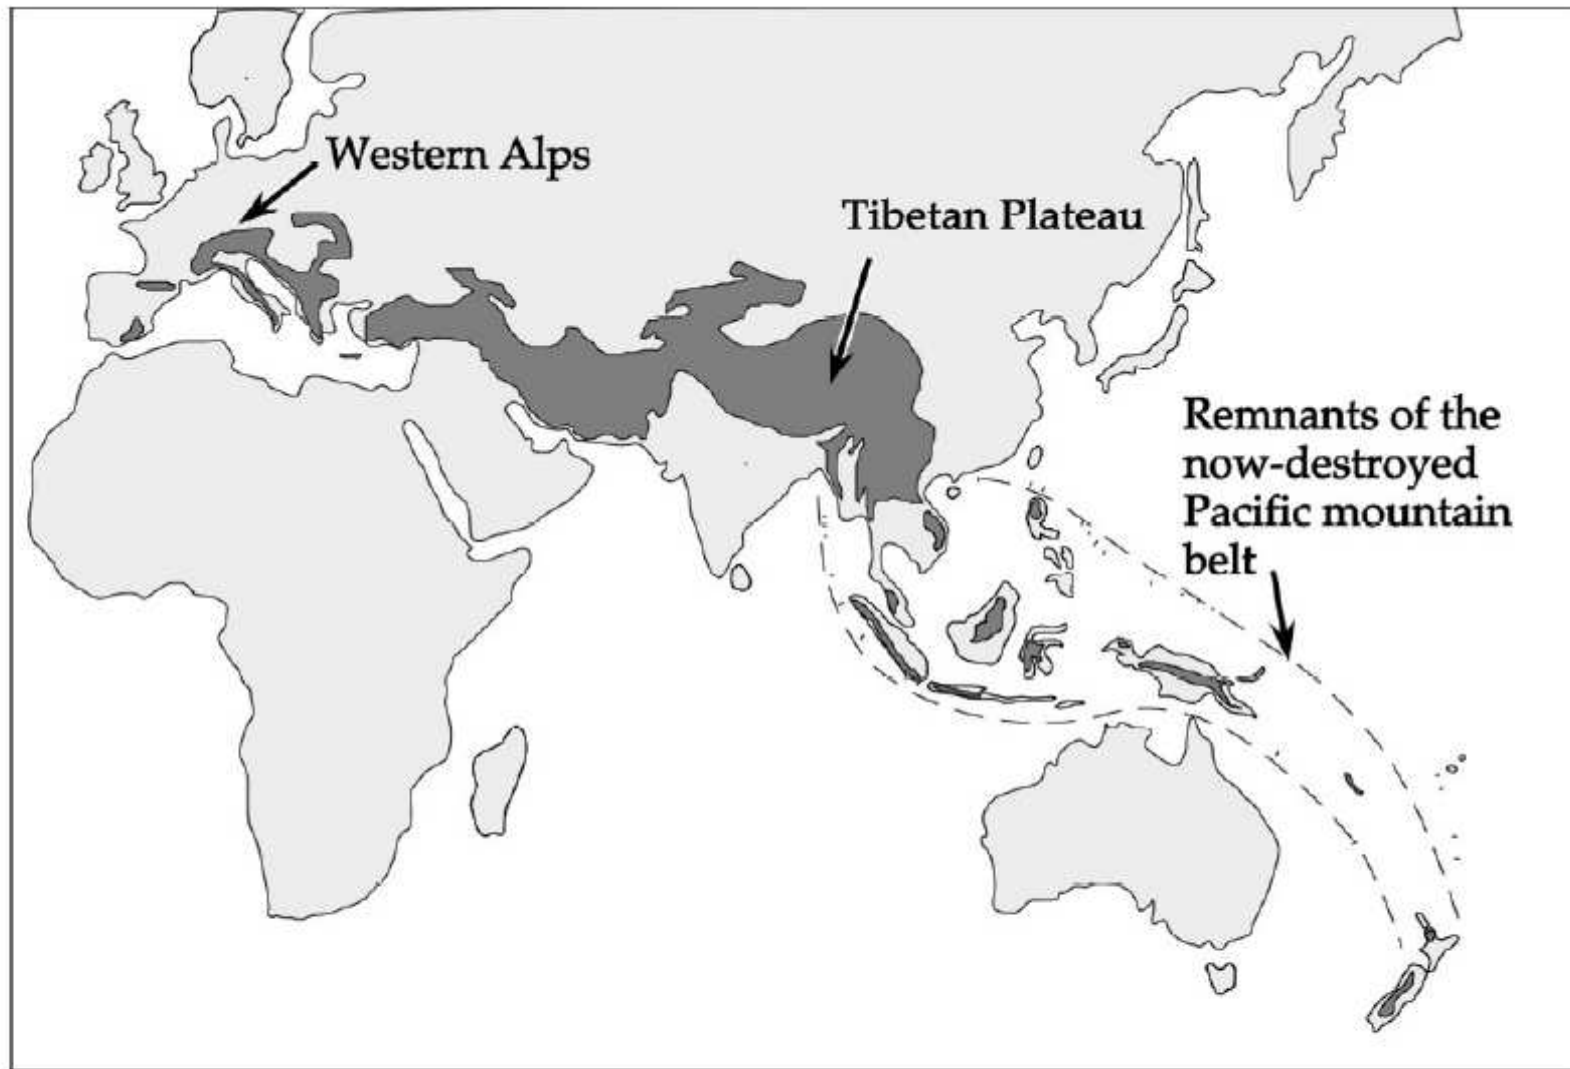 Western Alps
Tibetan Plateau
Remnants of the
now-destroyed
Pacific mountain
belt